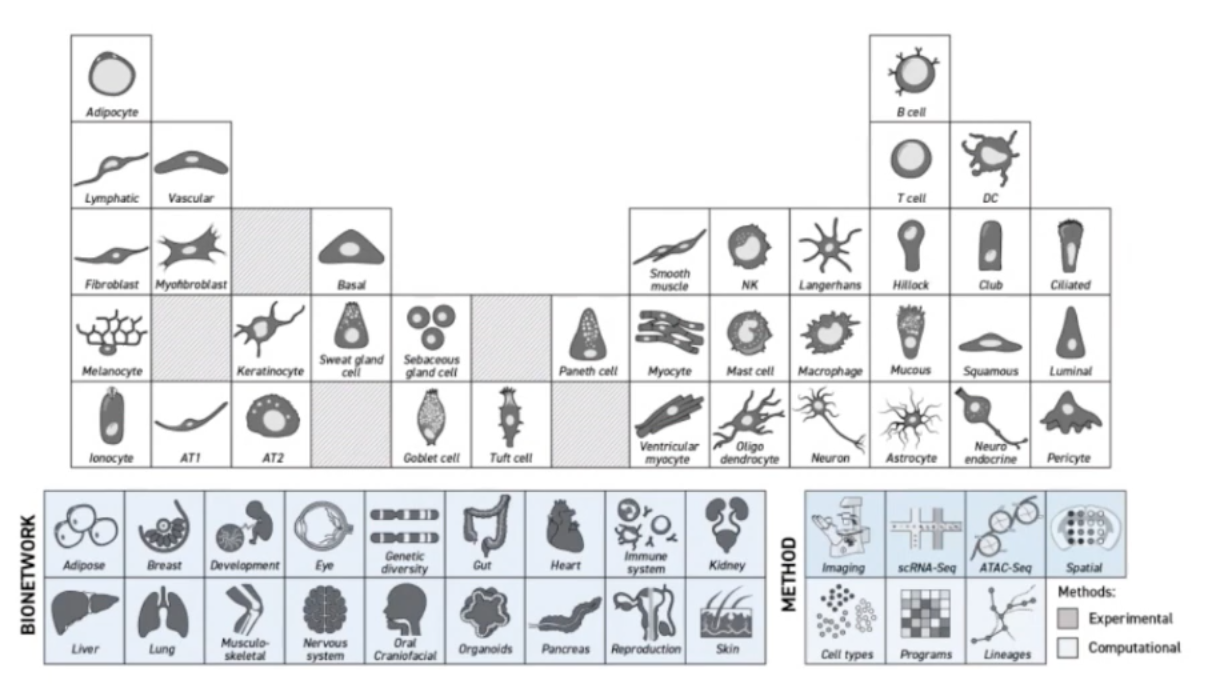 Adipocyte
B cell
Lymphatic
Vascular
T cell
DC
Fibroblast
Myofibroblast
Basal
Smooth
muscle
NK
Langerhans
Hillock
Club
Ciliated
Melanocyte
Keratinocyte
Sweat gland
cell
Sebaceous
gland cell
Paneth cell
Myocyte
Mast cell
Macrophage
Mucous
Squamous
Luminal
Ionocyte
AT1
AT2
Goblet cell
Tuft cell
Ventricular
myocyte
Oligo
dendrocyte
Neuron
Astrocyte
Neuro
endocrine
Pericyte
BIONETWORK
Adipose
Breast
Development
Eye
Genetic
diversity
Gut
Heart
Immune
system
Kidney
Liver
Lung
Musculo-
skeletal
Nervous
system
Oral
Craniofacial
Organoids
Pancreas
Reproduction
Skin
METHOD
Imaging
scRNA-Seq
ATAC-Seq
Spatial
Cell types
Programs
Lineages
Methods:
Experimental
Computational